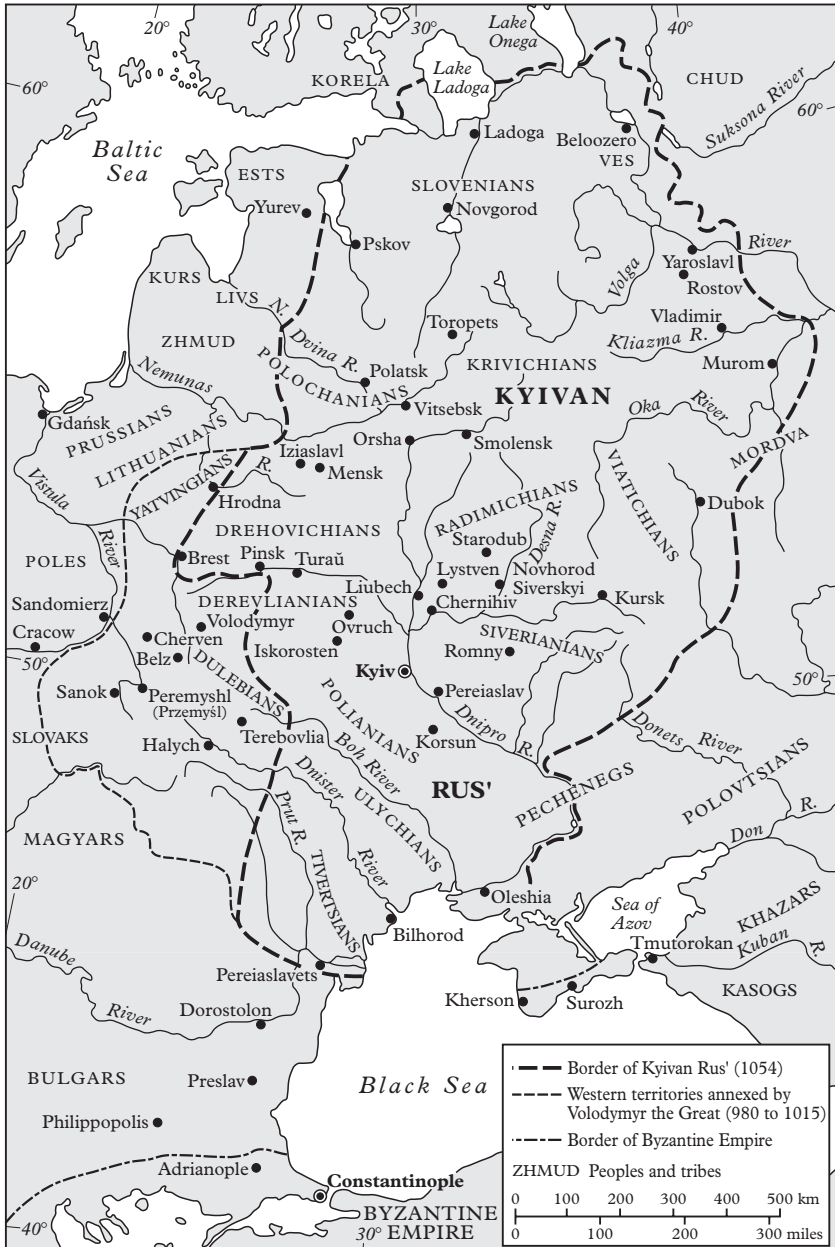 20°
30°
40°
Lake
Onega
KORELA
Lake
Ladoga
CHUD
60°
60°
Suksona River
Ladoga
Beloozero
VES
Baltic
Sea
ESTS
SLOVENIANS
Yurev
Novgorod
Pskov
River
Yaroslavl
Rostov
KURS
LIVS
Volga
N. Dvina R.
Toropets
Vladimir
ZHMUD
Kliazma R.
Polatsk
KRIVICHIANS
Murom
Nemunas
POLOCHANIANS
KYIVAN
Gdańsk
Vitsebsk
Oka River
PRUSSIANS
LITHUANIANS
Orsha
Smolensk
MORDVA
Iziaslavl
Mensk
Vistula
River
YATVINGIANS
R.
Hrodna
RADIMICHIANS
VIATICHIANS
Dubok
DREHOVICHIANS
Starodub
Desna R.
POLES
Brest
Pinsk
Turaŭ
Lystven
Novhorod
Siverskyi
Sandomierz
DEREVLIANIANS
Liubech
Kursk
Volodymyr
Ovruch
Chernihiv
Cracow
Cherven
Iskorosten
SIVERIANIANS
50°
Belz
Romny
DULEBIANS
Kyiv
50°
Sanok
Peremyshl
(Przemyśl)
Pereiaslav
POLIANIANS
Terebovlia
Dnipro R.
Donets River
SLOVAKS
Halych
Boh River
Korsun
Dnister
River
RUS'
PECHENEGS
POLOVTSIANS
Prut R.
ULYCHIANS
Don R.
MAGYARS
TIVERTSIANS
20°
Oleshia
Sea of
Azov
KHAZARS
Bilhorod
Tmutorokan
Kuban R.
Danube
River
Pereiaslavets
Kherson
Surozh
KASOGS
Dorostolon
BULGARS
Preslav
Black Sea
Philippopolis
Adrianople
Constantinople
BYZANTINE
EMPIRE
40°
30°
Border of Kyivan Rus' (1054)
Western territories annexed by
Volodymyr the Great (980 to 1015)
Border of Byzantine Empire
ZHMUD Peoples and tribes
0 100 200 300 400 500 km
0 100 200 300 miles